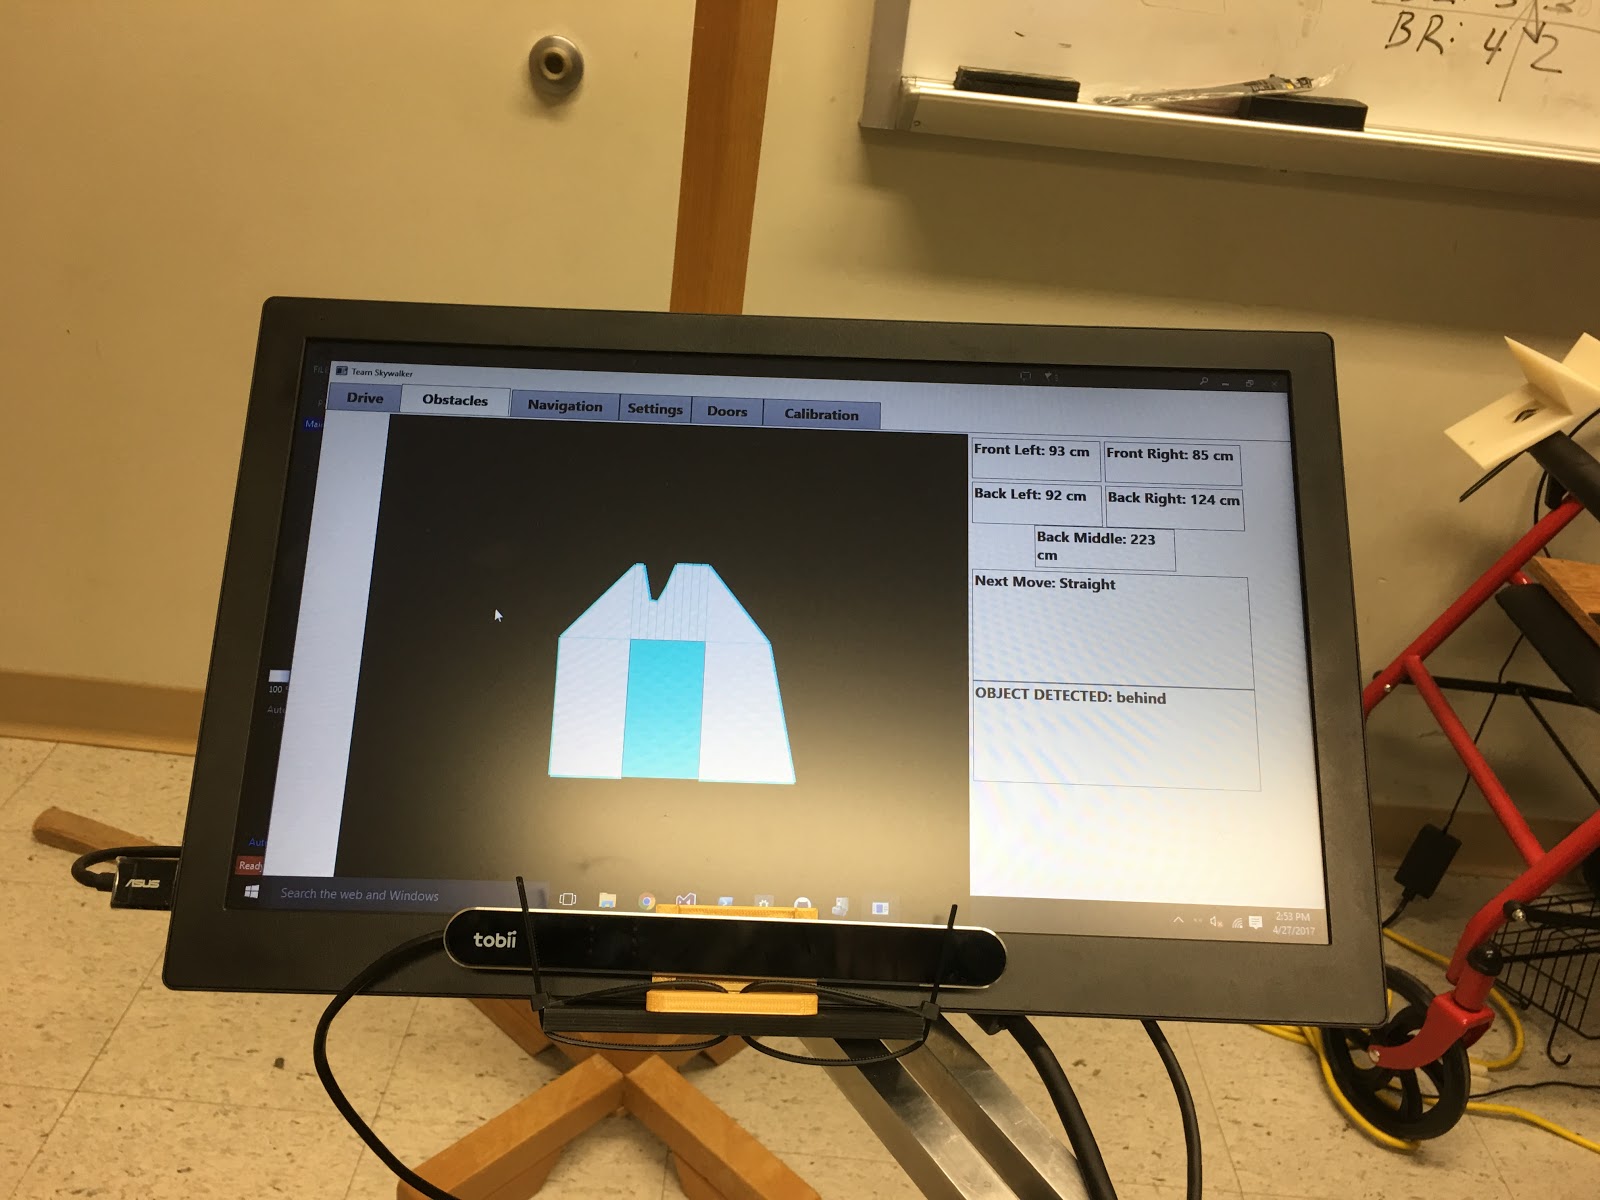 BR: 4 2
Team Skywalker
Drive Obstacles Navigation Settings Doors Calibration
Front Left: 93 cm
Front Right: 85 cm
Back Left: 92 cm
Back Right: 124 cm
Back Middle: 223
cm
Next Move: Straight
OBJECT DETECTED: behind
100
Ready
Search the web and Windows
2:53 PM
4/27/2017
ASUS
tobii